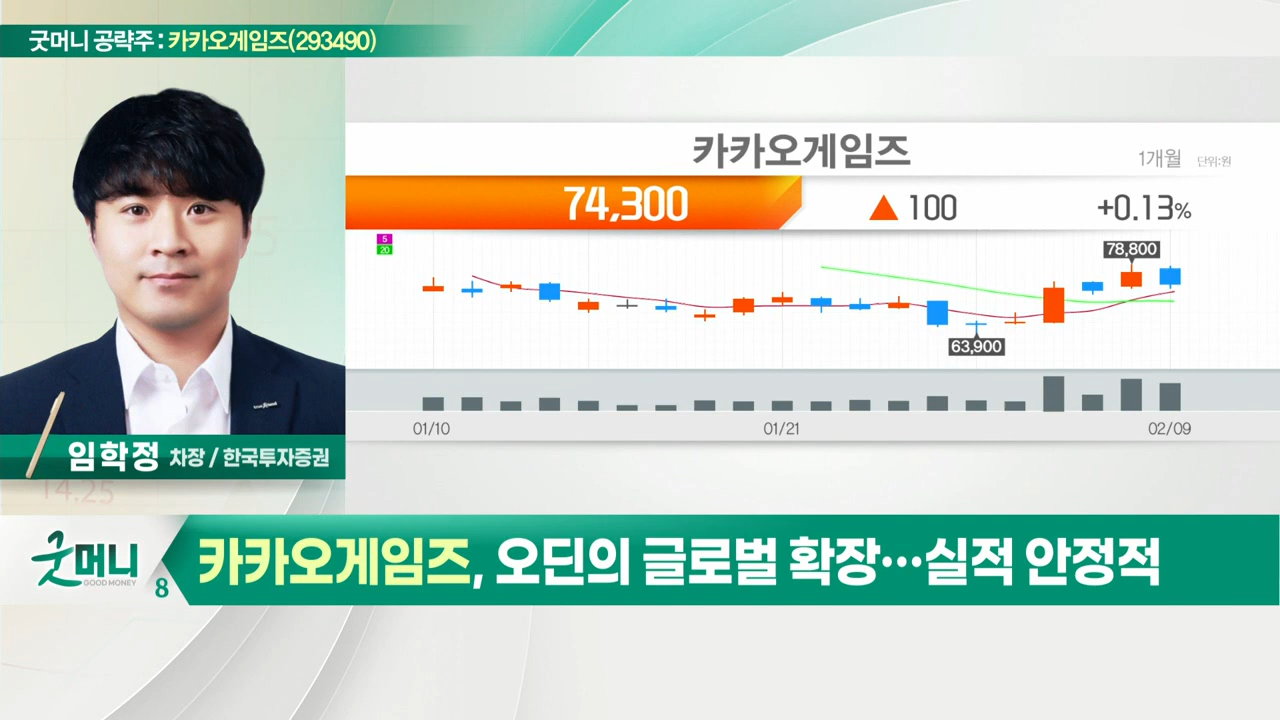 굿머니 공략주 : 카카오게임즈(293490)
카카오게임즈
1개월 단위:원
74,300 ▲ 100 +0.13%
5
20
78,800
63,900
01/10 01/21 02/09
임학정 차장 / 한국투자증권
14.25
굿머니
GOOD MONEY
8
카카오게임즈, 오딘의 글로벌 확장…실적 안정적